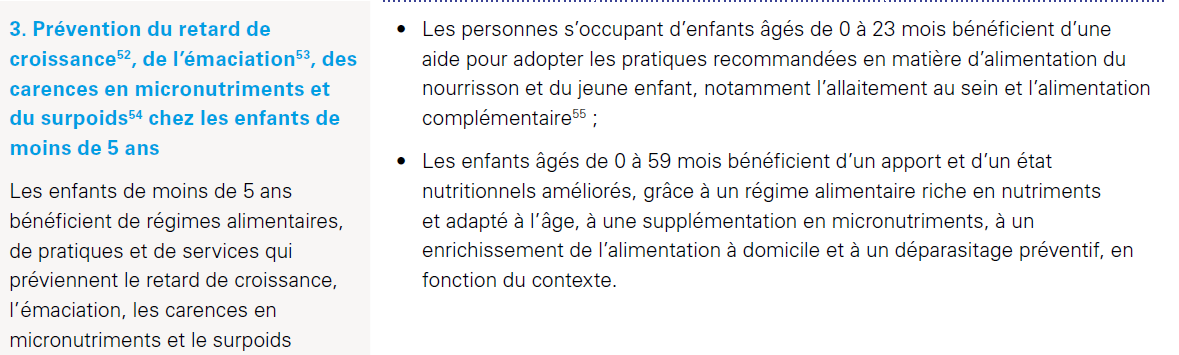 3. Prévention du retard de
croissance⁵², de l’émaciation⁵³, des
carences en micronutriments et
du surpoids⁵⁴ chez les enfants de
moins de 5 ans
Les enfants de moins de 5 ans
bénéficient de régimes alimentaires,
de pratiques et de services qui
préviennent le retard de croissance,
l’émaciation, les carences en
micronutriments et le surpoids
• Les personnes s’occupant d’enfants âgés de 0 à 23 mois bénéficient d’une
aide pour adopter les pratiques recommandées en matière d’alimentation du
nourrisson et du jeune enfant, notamment l’allaitement au sein et l’alimentation
complémentaire⁵⁵ ;
• Les enfants âgés de 0 à 59 mois bénéficient d’un apport et d’un état
nutritionnels améliorés, grâce à un régime alimentaire riche en nutriments
et adapté à l’âge, à une supplémentation en micronutriments, à un
enrichissement de l’alimentation à domicile et à un déparasitage préventif, en
fonction du contexte.